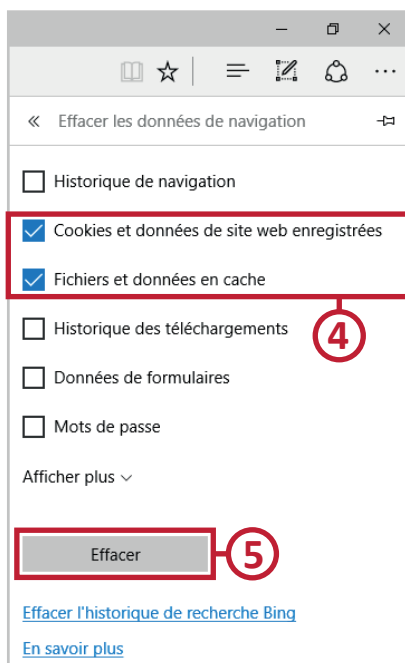 Effacer les données de navigation
Historique de navigation
Cookies et données de site web enregistrées
Fichiers et données en cache
4
Historique des téléchargements
Données de formulaires
Mots de passe
Afficher plus
Effacer
5
Effacer l'historique de recherche Bing
En savoir plus